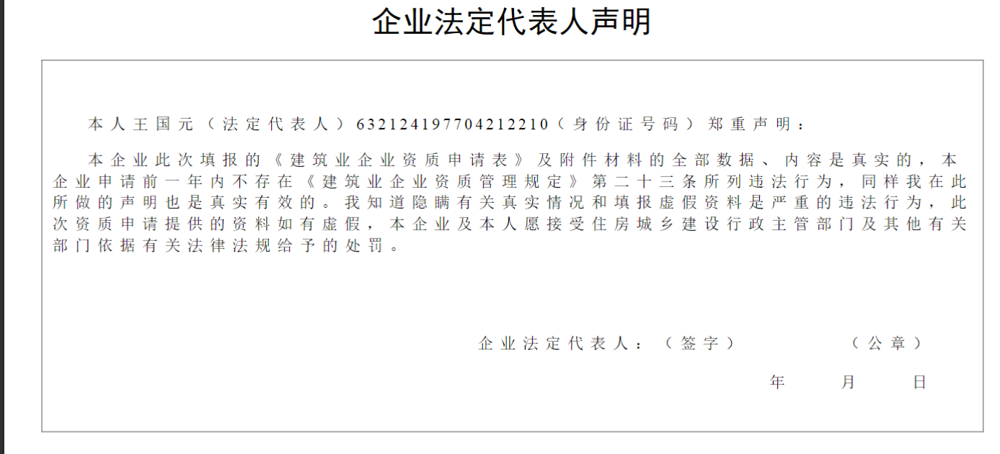 企业法定代表人声明
本人王国元（法定代表人）632124197704212210（身份证号码）郑重声明：
本企业此次填报的《建筑业企业资质申请表》及附件材料的全部数据、内容是真实的，本
企业申请前一年内不存在《建筑业企业资质管理规定》第二十三条所列违法行为，同样我在此
所做的声明也是真实有效的。我知道隐瞒有关真实情况和填报虚假资料是严重的违法行为，此
次资质申请提供的资料如有虚假，本企业及本人愿接受住房城乡建设行政主管部门及其他有关
部门依据有关法律法规给予的处罚。
企业法定代表人：（签字） （公章）
年 月 日